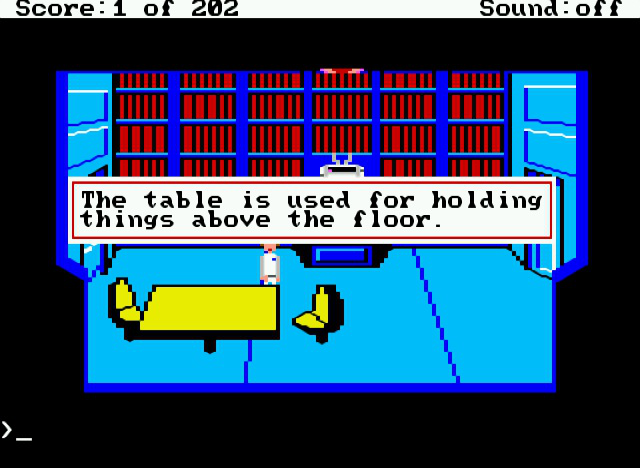 Score:1 of 202 Sound:off
The table is used for holding
things above the floor.
>_